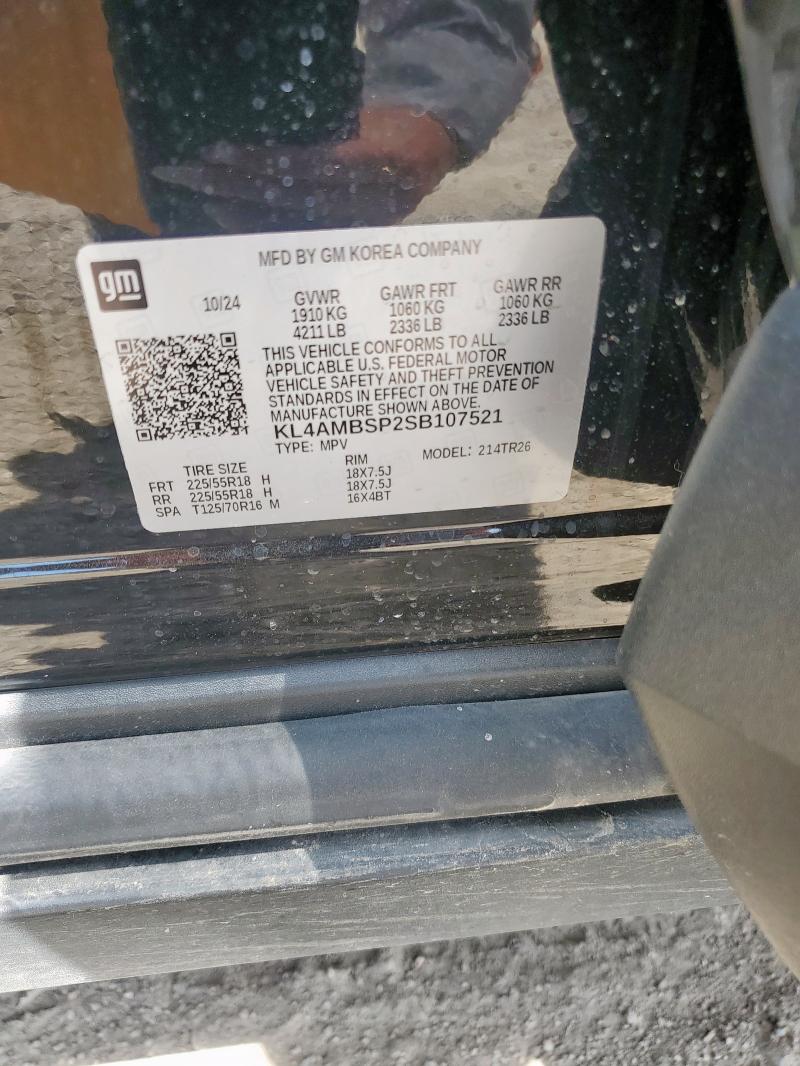 gm
MFD BY GM KOREA COMPANY
10/24
GVWR GAWR FRT GAWR RR
1910 KG 1060 KG 1060 KG
4211 LB 2336 LB 2336 LB
THIS VEHICLE CONFORMS TO ALL
APPLICABLE U.S. FEDERAL MOTOR
VEHICLE SAFETY AND THEFT PREVENTION
STANDARDS IN EFFECT ON THE DATE OF
MANUFACTURE SHOWN ABOVE.
KL4AMBSP2SB107521
TYPE: MPV MODEL: 214TR26
TIRE SIZE RIM
FRT 225/55R18 H 18X7.5J
RR 225/55R18 H 18X7.5J
SPA T125/70R16 M 16X4BT